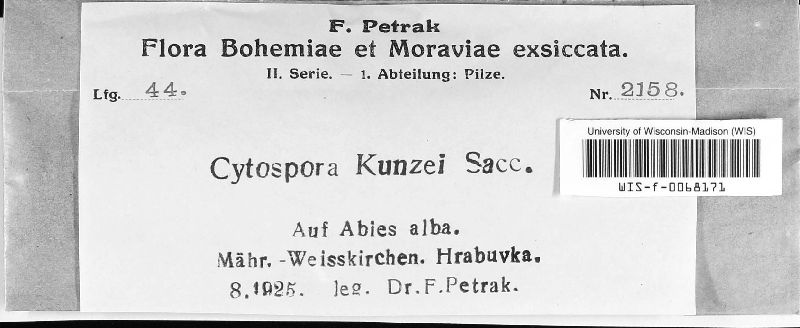 F. Petrak
Flora Bohemiae et Moraviae exsiccata.
II. Serie. — 1. Abteilung: Pilze.
Lfg. 44. Nr. 2158.
University of Wisconsin-Madison (WIS)
WIS-f-0068171
Cytospora Kunzei Sacc.
Auf Abies alba.
Mähr.-Weisskirchen. Hrabuvka.
8.1925. leg. Dr.F.Petrak.